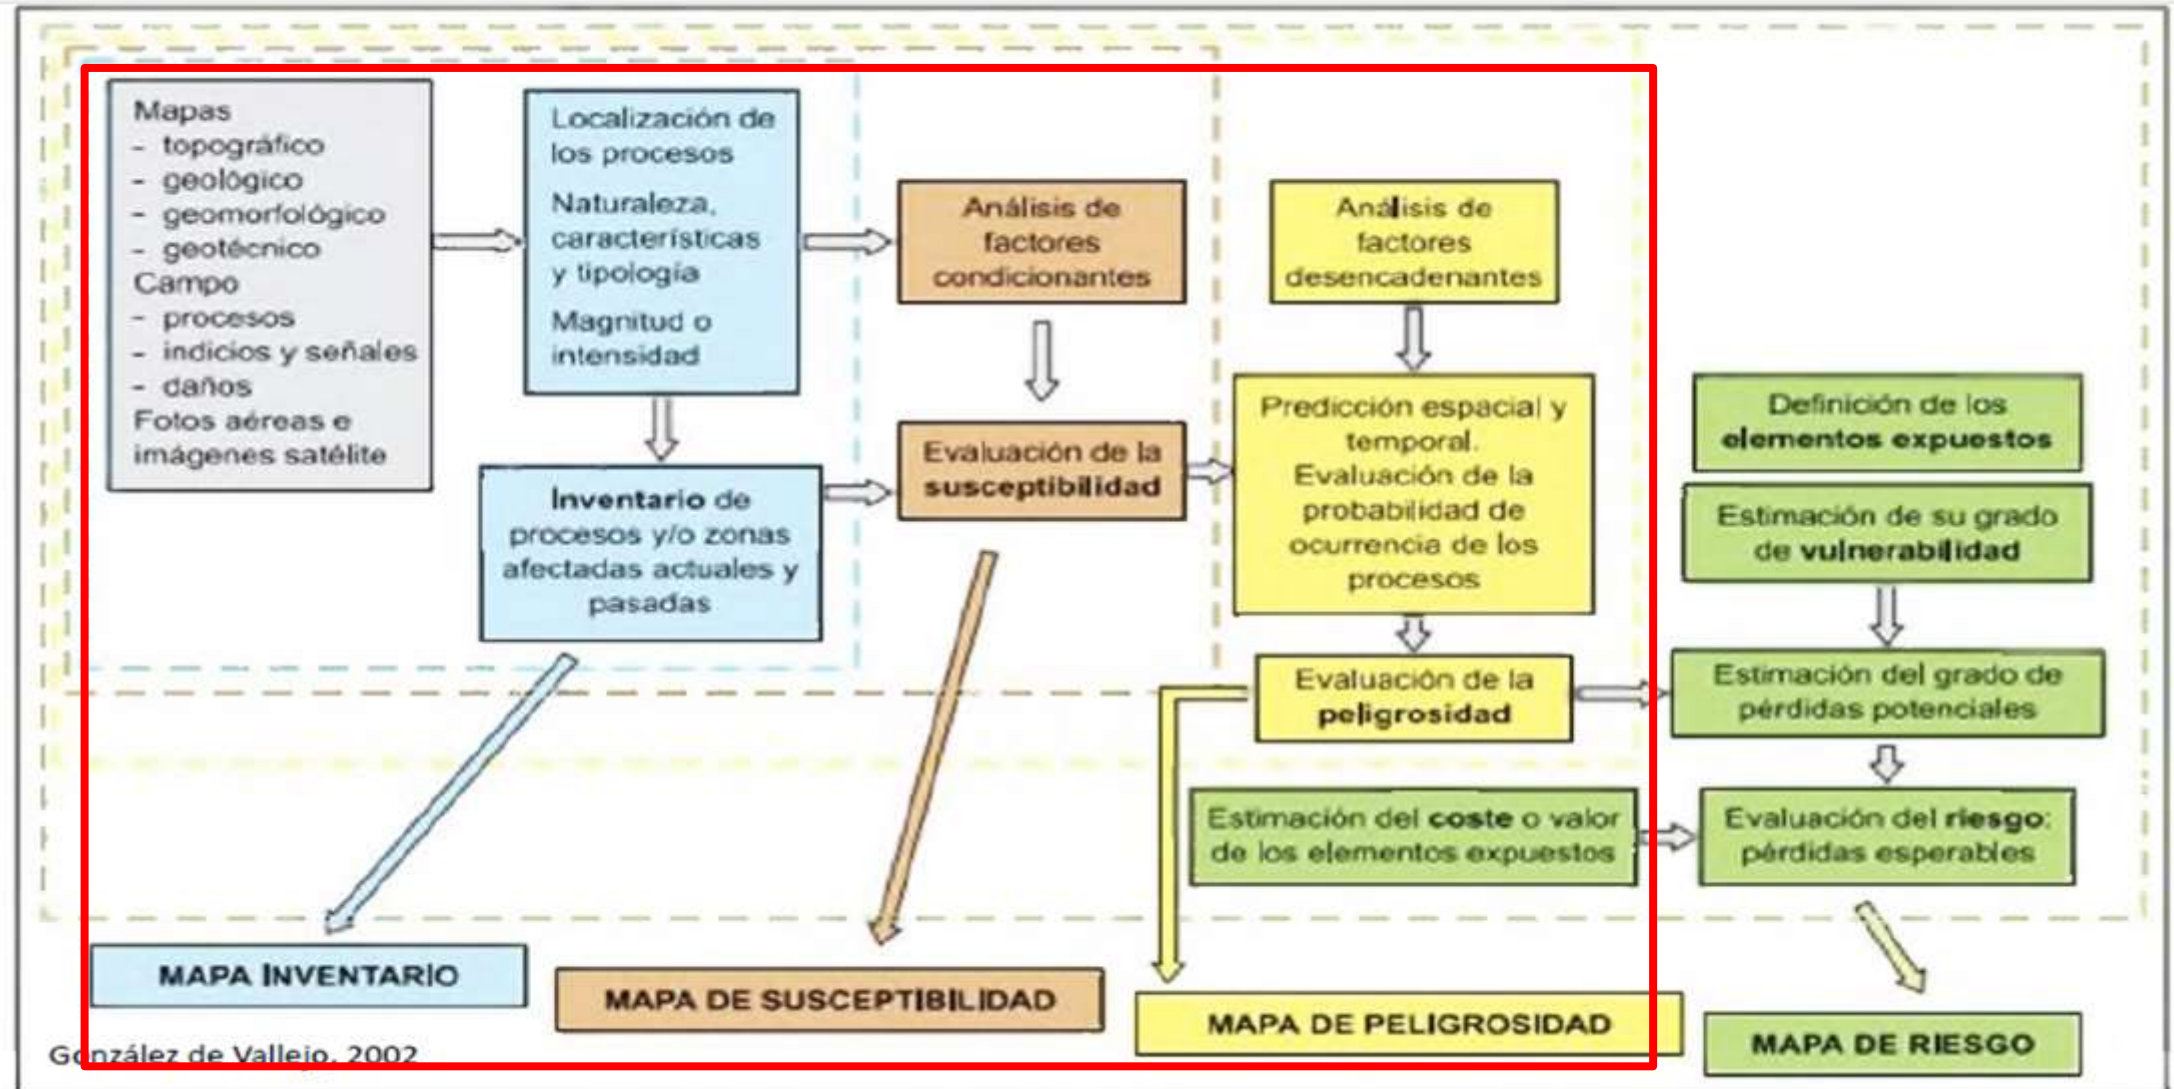 Mapas
- topográfico
- geológico
- geomorfológico
- geotécnico
Campo
- procesos
- indicios y señales
- daños
Fotos aéreas e
imágenes satélite
Localización de
los procesos
Naturaleza,
características
y tipología
Magnitud o
intensidad
Inventario de
procesos y/o zonas
afectadas actuales y
pasadas
Análisis de
factores
condicionantes
Evaluación de la
susceptibilidad
Análisis de
factores
desencadenantes
Predicción espacial y
temporal.
Evaluación de la
probabilidad de
ocurrencia de los
procesos
Evaluación de la
peligrosidad
Estimación del coste o valor
de los elementos expuestos
Definición de los
elementos expuestos
Estimación de su grado
de vulnerabilidad
Estimación del grado de
pérdidas potenciales
Evaluación del riesgo:
pérdidas esperables
MAPA INVENTARIO
MAPA DE SUSCEPTIBILIDAD
MAPA DE PELIGROSIDAD
MAPA DE RIESGO
González de Vallejo, 2002